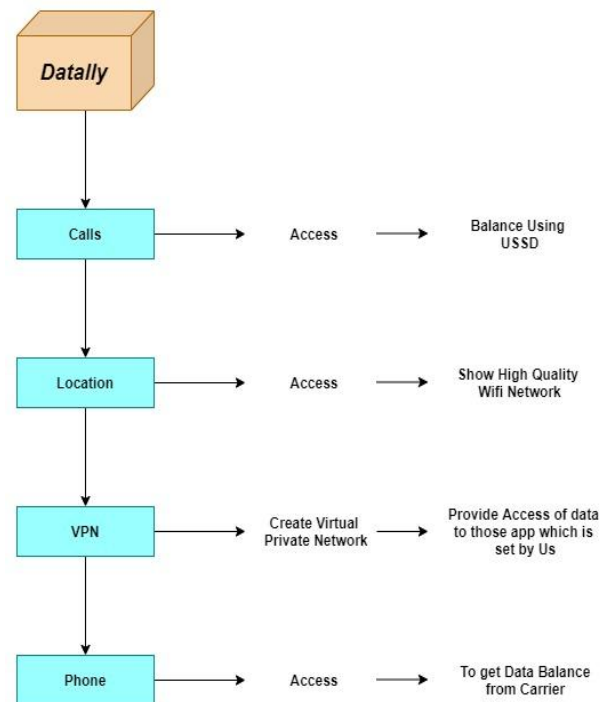 Datally
Calls
Access
Balance Using
USSD
Location
Access
Show High Quality
Wifi Network
VPN
Create Virtual
Private Network
Provide Access of data
to those app which is
set by Us
Phone
Access
To get Data Balance
from Carrier